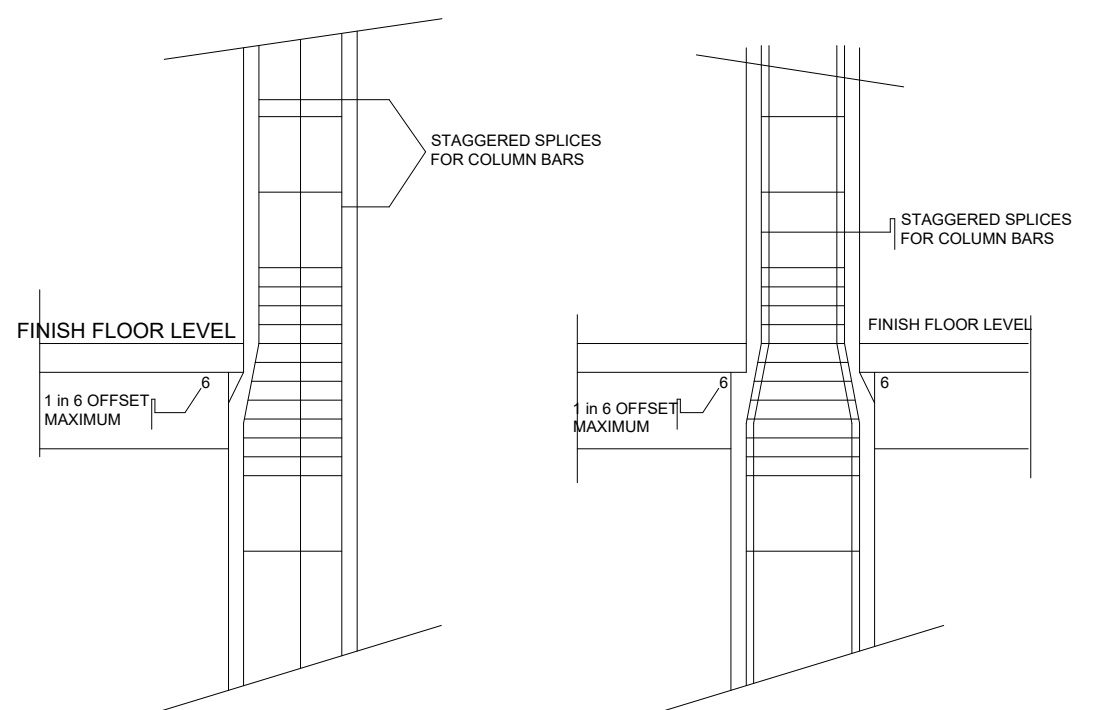 STAGGERED SPLICES
FOR COLUMN BARS
FINISH FLOOR LEVEL
6
1 in 6 OFFSET
MAXIMUM
STAGGERED SPLICES
FOR COLUMN BARS
FINISH FLOOR LEVEL
6
6
1 in 6 OFFSET
MAXIMUM